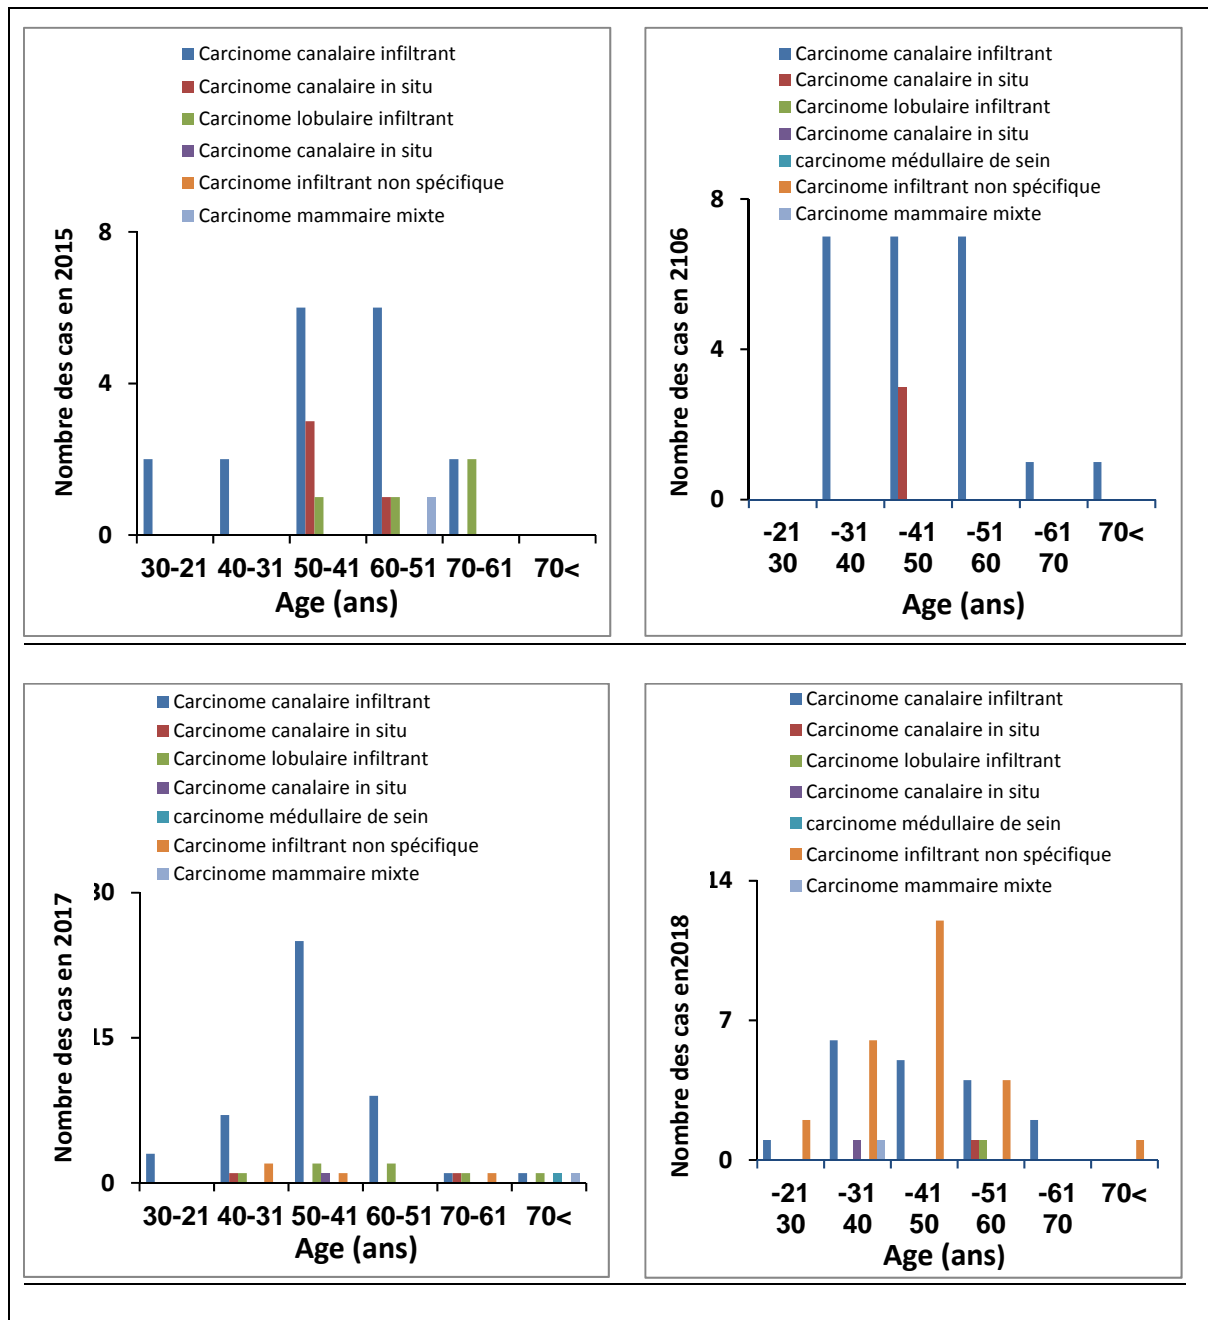 Carcinome canalaire infiltrant
Carcinome canalaire in situ
Carcinome lobulaire infiltrant
Carcinome canalaire in situ
Carcinome infiltrant non spécifique
Carcinome mammaire mixte
Nombre des cas en 2015
8
4
0
30-21 40-31 50-41 60-51 70-61 70<
Age (ans)
Carcinome canalaire infiltrant
Carcinome canalaire in situ
Carcinome lobulaire infiltrant
Carcinome canalaire in situ
carcinome médullaire de sein
Carcinome infiltrant non spécifique
Carcinome mammaire mixte
Nombre des cas en 2106
8
4
0
-21 -31 -41 -51 -61 70<
30 40 50 60 70
Age (ans)
Carcinome canalaire infiltrant
Carcinome canalaire in situ
Carcinome lobulaire infiltrant
Carcinome canalaire in situ
carcinome médullaire de sein
Carcinome infiltrant non spécifique
Carcinome mammaire mixte
Nombre des cas en 2017
30
15
0
30-21 40-31 50-41 60-51 70-61 70<
Age (ans)
Carcinome canalaire infiltrant
Carcinome canalaire in situ
Carcinome lobulaire infiltrant
Carcinome canalaire in situ
carcinome médullaire de sein
Carcinome infiltrant non spécifique
Carcinome mammaire mixte
Nombre des cas en2018
14
7
0
-21 -31 -41 -51 -61 70<
30 40 50 60 70
Age (ans)